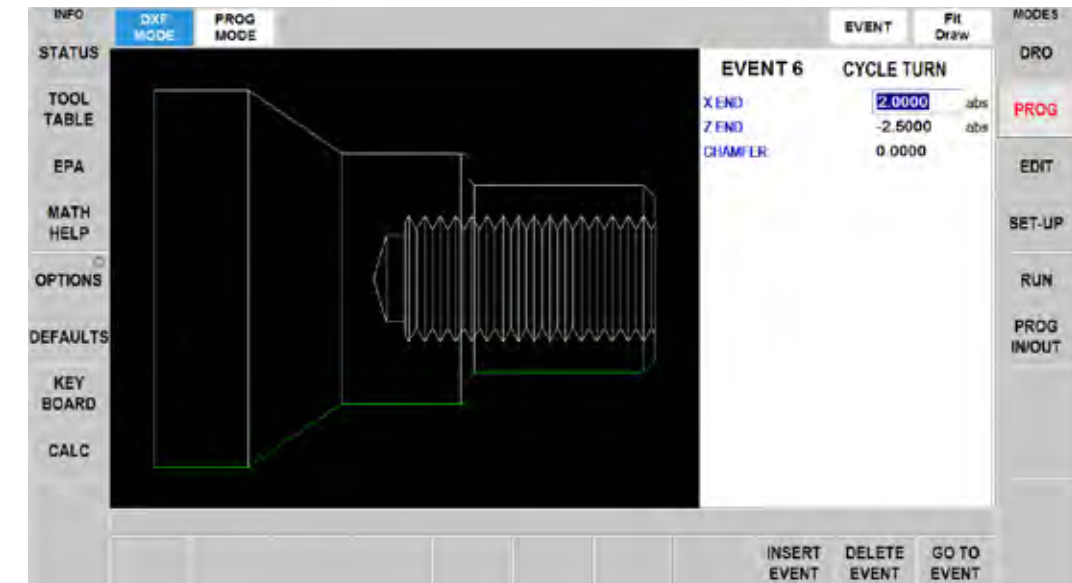 INFO
DXF
MODE
PROG
MODE
EVENT
Fit
Draw
MODES
STATUS
TOOL
TABLE
EPA
MATH
HELP
OPTIONS
DEFAULTS
KEY
BOARD
CALC
EVENT 6 CYCLE TURN
X END 2.0000 abs
Z END -2.5000 abs
CHAMFER 0.0000
DRO
PROG
EDIT
SET-UP
RUN
PROG
IN/OUT
INSERT
EVENT
DELETE
EVENT
GO TO
EVENT